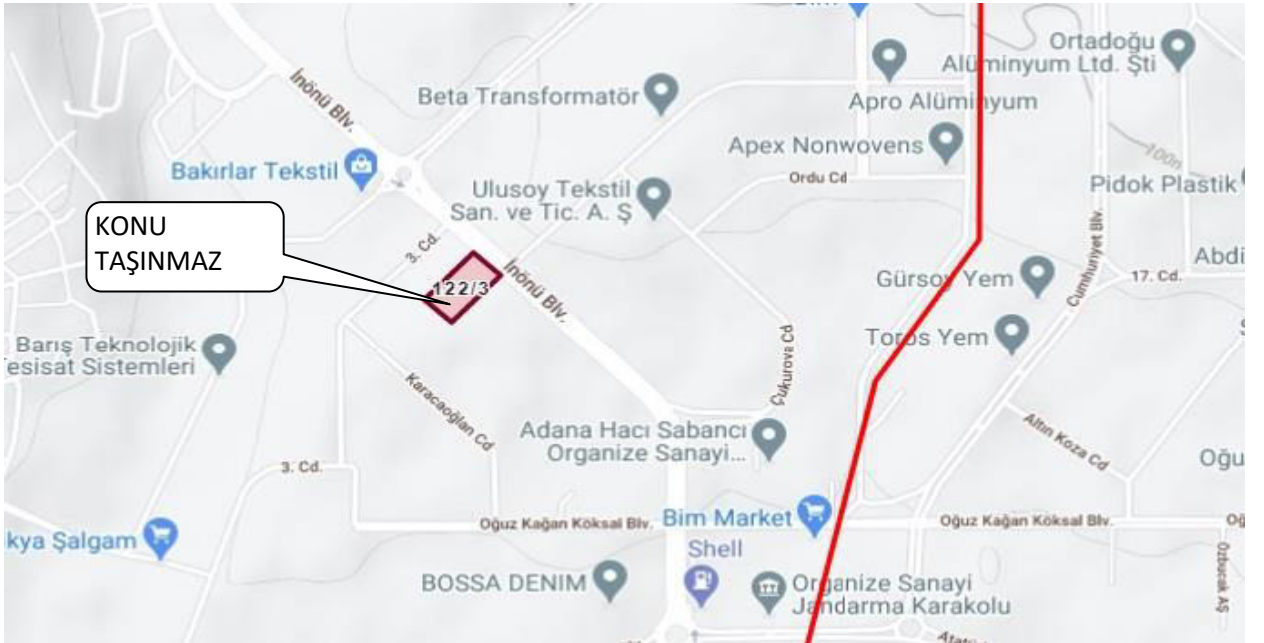 Ortadoğu
Alüminyum Ltd. Şti
İnönü Blv.
Beta Transformatör
Apro Alüminyum
Apex Nonwovens
100n
Bakırlar Tekstil
Ulusoy Tekstil
San. ve Tic. A. Ş
Ordu Cd
Pidok Plastik
KONU
TAŞINMAZ
3. Cd.
122/3
İnönü Blv.
Gürsoy Yem
Cumhuriyet Blv.
17. Cd.
Abdi
Barış Teknolojik
esisat Sistemleri
Toros Yem
Çukurova Cd
Karacaoğlan Cd
Adana Hacı Sabancı
Organize Sanayi...
Altın Koza Cd
Oğu
3. Cd.
kya Şalgam
Oğuz Kağan Köksal Blv.
Bim Market
Oğuz Kağan Köksal Blv.
Shell
BOSSA DENIM
Organize Sanayi
Jandarma Karakolu
Özbucak AŞ